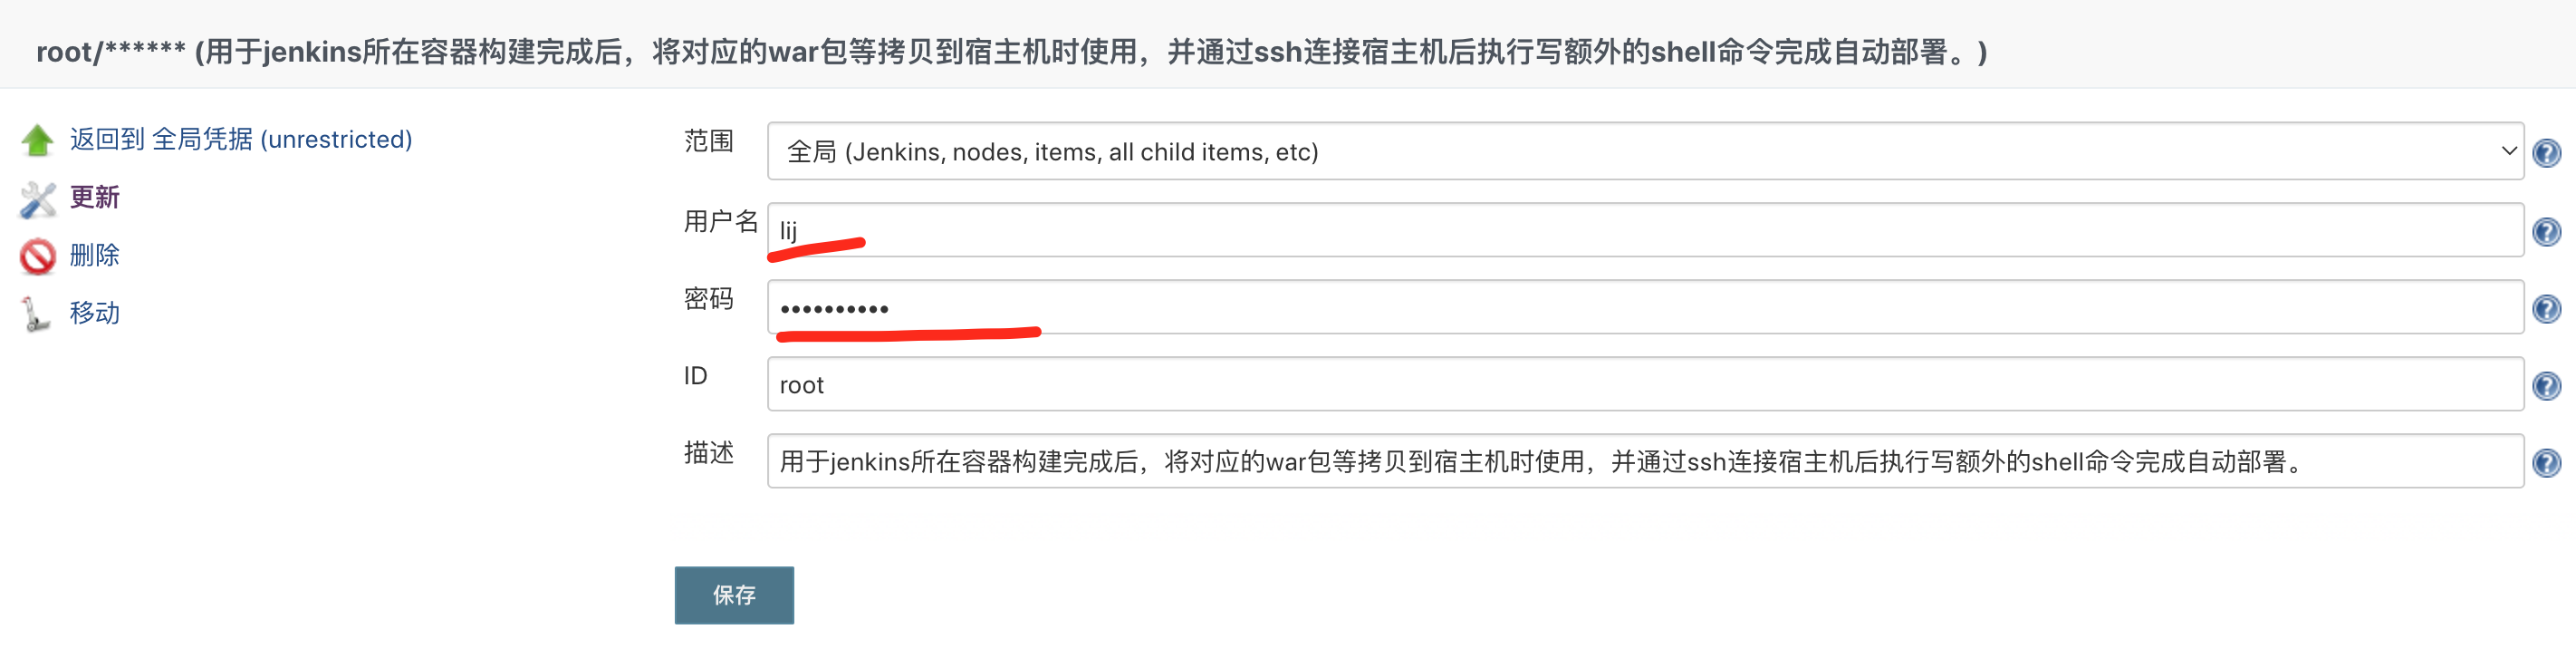 root/****** (用于jenkins所在容器构建完成后，将对应的war包等拷贝到宿主机时使用，并通过ssh连接宿主机后执行写额外的shell命令完成自动部署。)
返回到 全局凭据 (unrestricted)
更新
删除
移动
范围
全局 (Jenkins, nodes, items, all child items, etc)
用户名
lij
密码
••••••••••
ID
root
描述
用于jenkins所在容器构建完成后，将对应的war包等拷贝到宿主机时使用，并通过ssh连接宿主机后执行写额外的shell命令完成自动部署。
保存